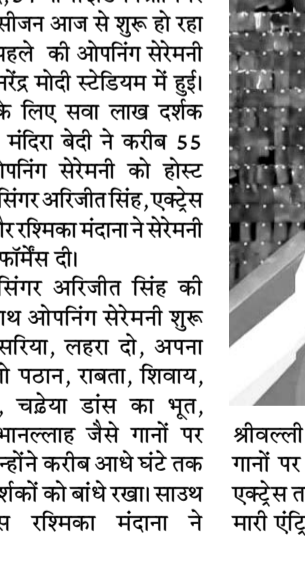 सीजन आज से शुरू हो रहा
पहले की ओपनिंग सेरेमनी
नरेंद्र मोदी स्टेडियम में हुई।
के लिए सवा लाख दर्शक
मंदिरा बेदी ने करीब 55
ओपनिंग सेरेमनी को होस्ट
सिंगर अरिजीत सिंह, एक्ट्रेस
रश्मिका मंदाना ने सेरेमनी
फॉर्मेंस दी।
सिंगर अरिजीत सिंह की
ओपनिंग सेरेमनी शुरू
सरिया, लहरा दो, अपना
पठान, राबता, शिवाय,
, चढ़ेया डांस का भूत,
भानल्लाह जैसे गानों पर
न्होंने करीब आधे घंटे तक
र्शकों को बांधे रखा। साउथ
स रश्मिका मंदाना ने
श्रीवल्ली
गानों पर
एक्ट्रेस त
मारी एंट्रि